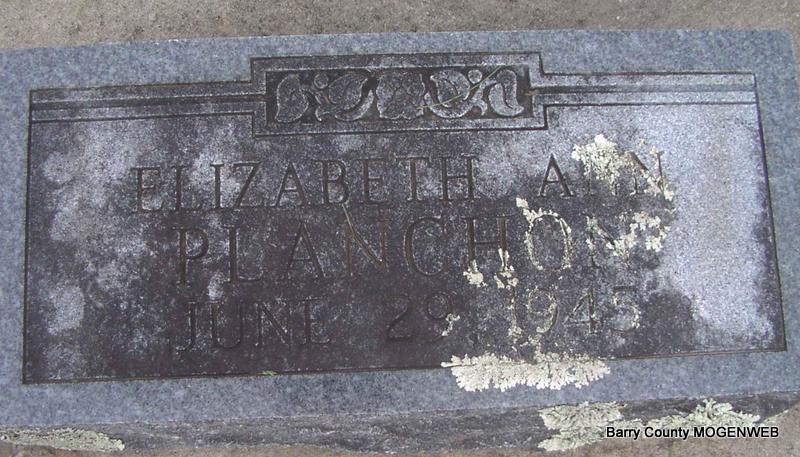 ELIZABETH ANN
PLANCHON
JUNE 29, 1945
Barry County MOGENWEB